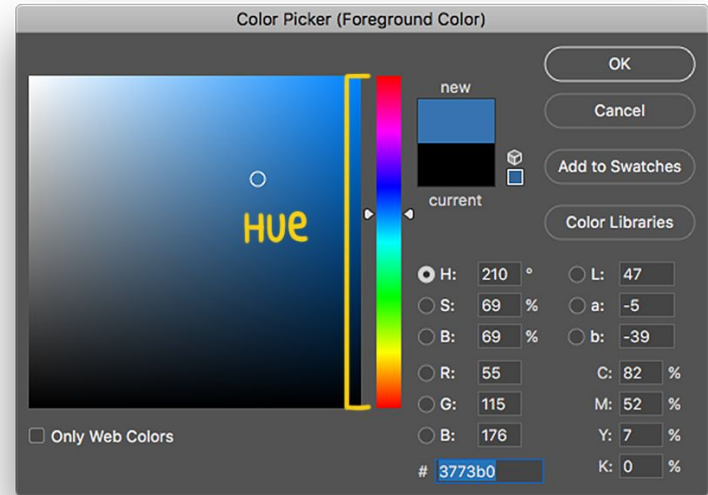 Color Picker (Foreground Color)
OK
new
Cancel
Add to Swatches
current
Color Libraries
HUe
H: 210 °
L: 47
S: 69 %
a: -5
B: 69 %
b: -39
R: 55
C: 82 %
G: 115
M: 52 %
B: 176
Y: 7 %
Only Web Colors
# 3773b0
K: 0 %